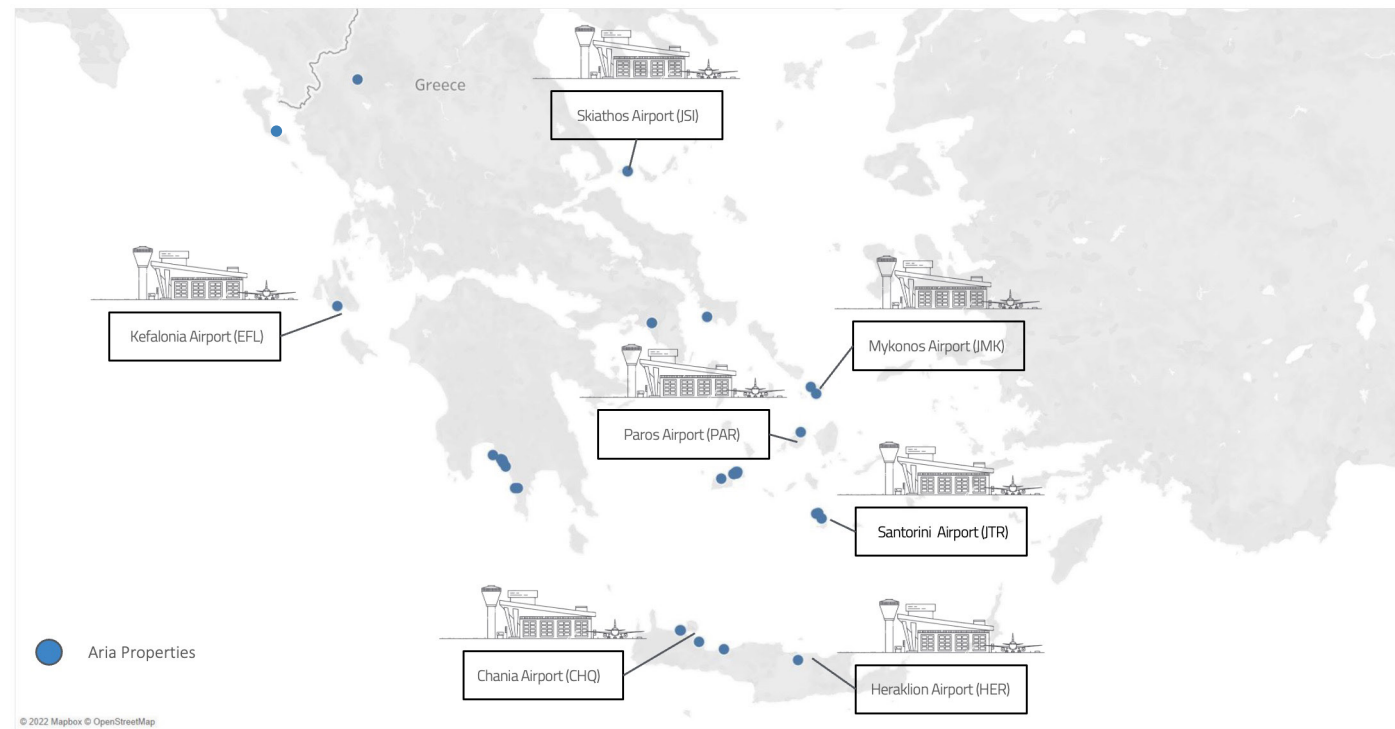 Greece
Skiathos Airport (JSI)
Kefalonia Airport (EFL)
Mykonos Airport (JMK)
Paros Airport (PAR)
Santorini Airport (JTR)
Aria Properties
Chania Airport (CHQ)
Heraklion Airport (HER)
© 2022 Mapbox © OpenStreetMap